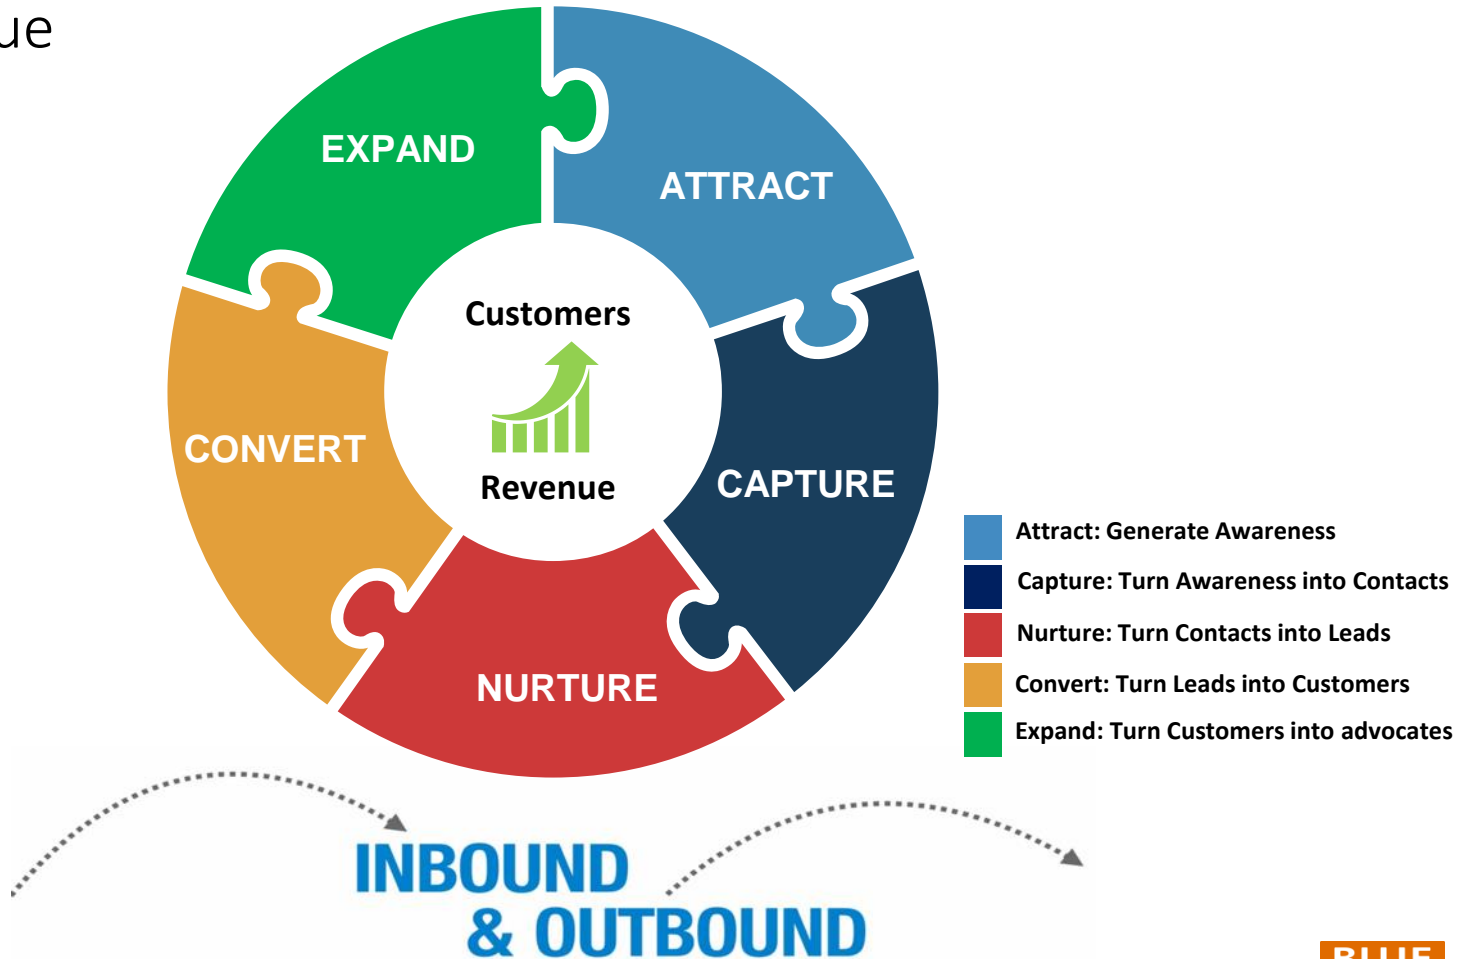 EXPAND
ATTRACT
Customers
CONVERT
CAPTURE
Revenue
NURTURE
Attract: Generate Awareness
Capture: Turn Awareness into Contacts
Nurture: Turn Contacts into Leads
Convert: Turn Leads into Customers
Expand: Turn Customers into advocates
INBOUND
& OUTBOUND